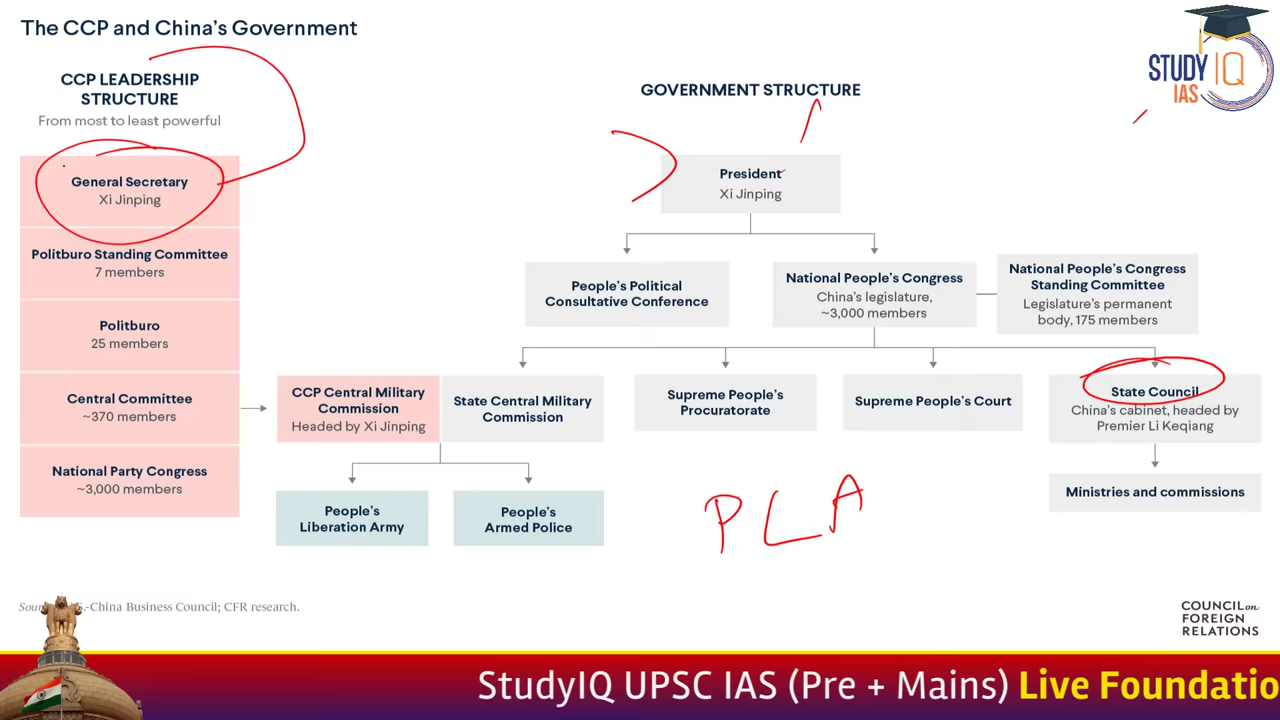 The CCP and China's Government
STUDY IQ
IAS
CCP LEADERSHIP
STRUCTURE
From most to least powerful
GOVERNMENT STRUCTURE
General Secretary
Xi Jinping
Politburo Standing Committee
7 members
Politburo
25 members
Central Committee
~370 members
National Party Congress
~3,000 members
President
Xi Jinping
People's Political
Consultative Conference
National People's Congress
China's legislature,
~3,000 members
National People's Congress
Standing Committee
Legislature's permanent
body, 175 members
CCP Central Military
Commission
Headed by Xi Jinping
State Central Military
Commission
Supreme People's
Procuratorate
Supreme People's Court
State Council
China's cabinet, headed by
Premier Li Keqiang
People's
Liberation Army
People's
Armed Police
Ministries and commissions
PLA
-China Business Council; CFR research.
COUNCIL on
FOREIGN
RELATIONS
StudyIQ UPSC IAS (Pre + Mains) Live Foundatio